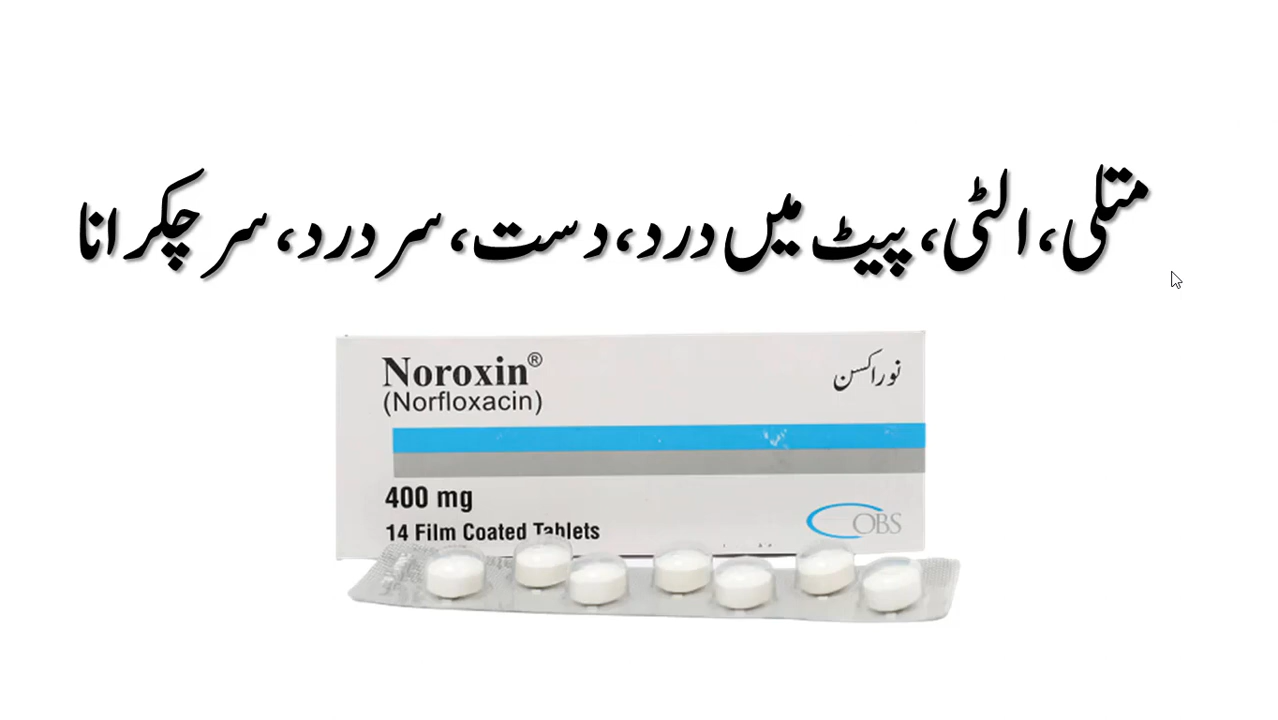 متلی، الٹی، پیٹ میں درد، دست، سر درد، سر چکرانا
Noroxin®
نوراکسن
(Norfloxacin)
400 mg
14 Film Coated Tablets
OBS